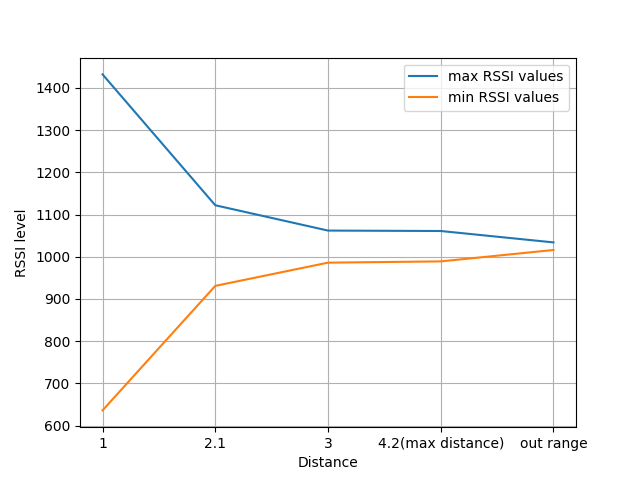 max RSSI values
min RSSI values
1400
1300
1200
1100
1000
900
800
700
600
RSSI level
1 2.1 3 4.2(max distance) out range
Distance